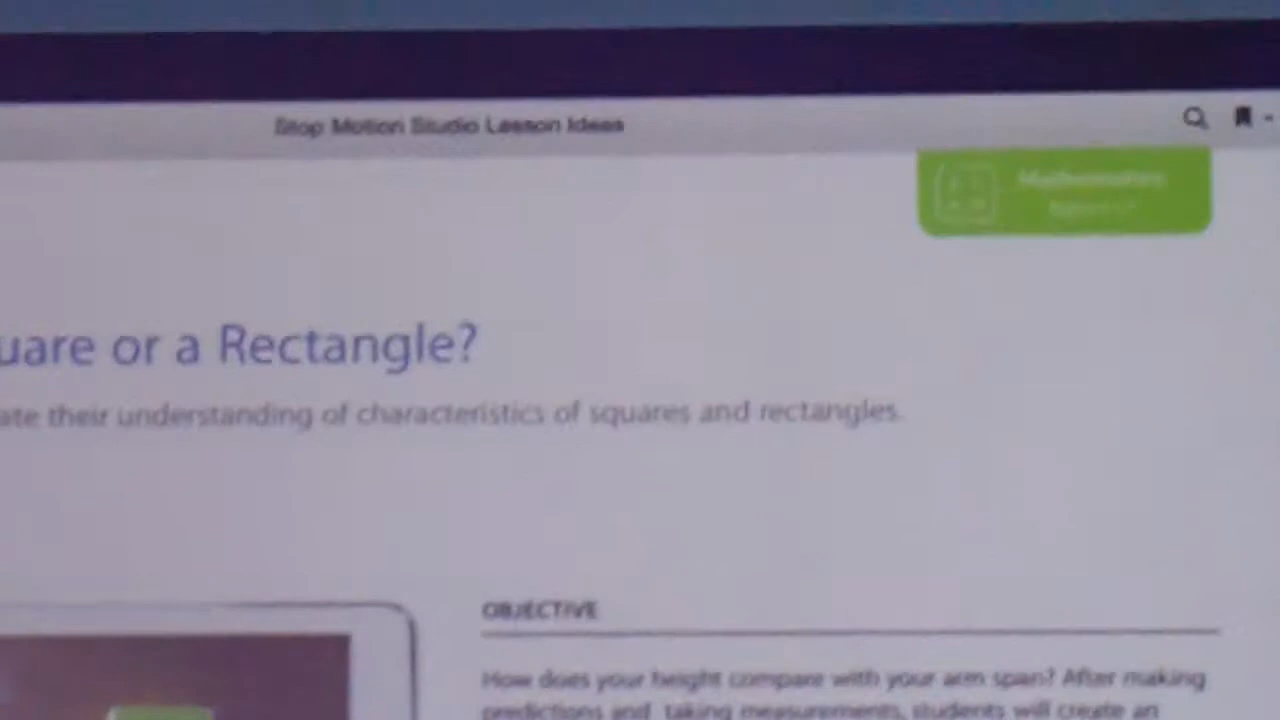 Stop Motion Studio Lesson Ideas
Mathematics
uare or a Rectangle?
ate their understanding of characteristics of squares and rectangles.
OBJECTIVE
How does your height compare with your arm span? After making
predictions and taking measurements, students will create an